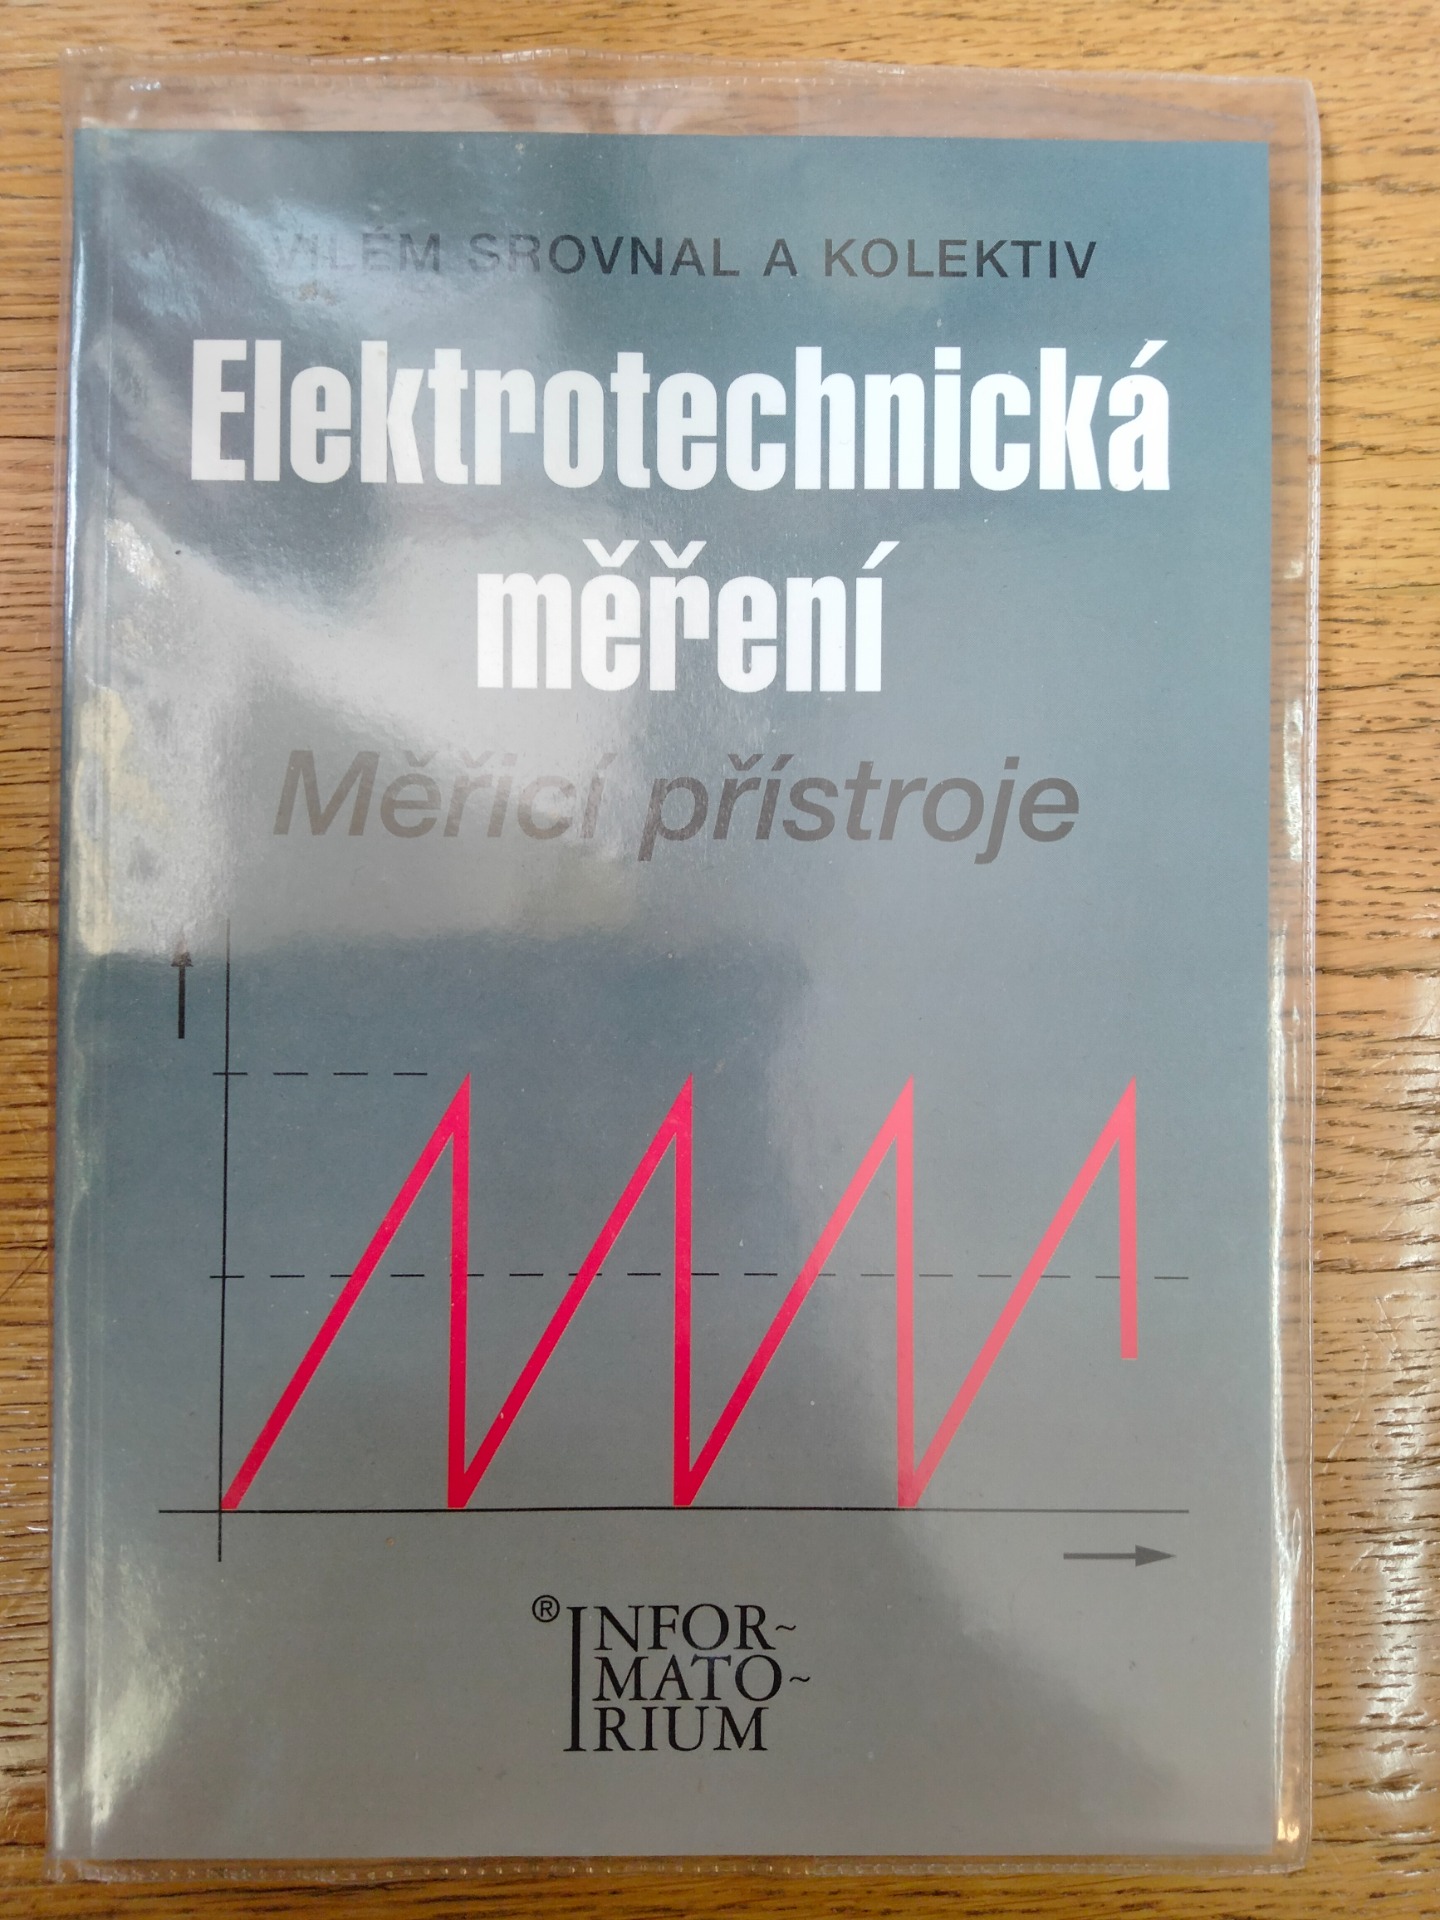 VILÉM SROVNAL A KOLEKTIV
Elektrotechnická
měření
Měřicí přístroje
® INFOR~
MATO~
RIUM